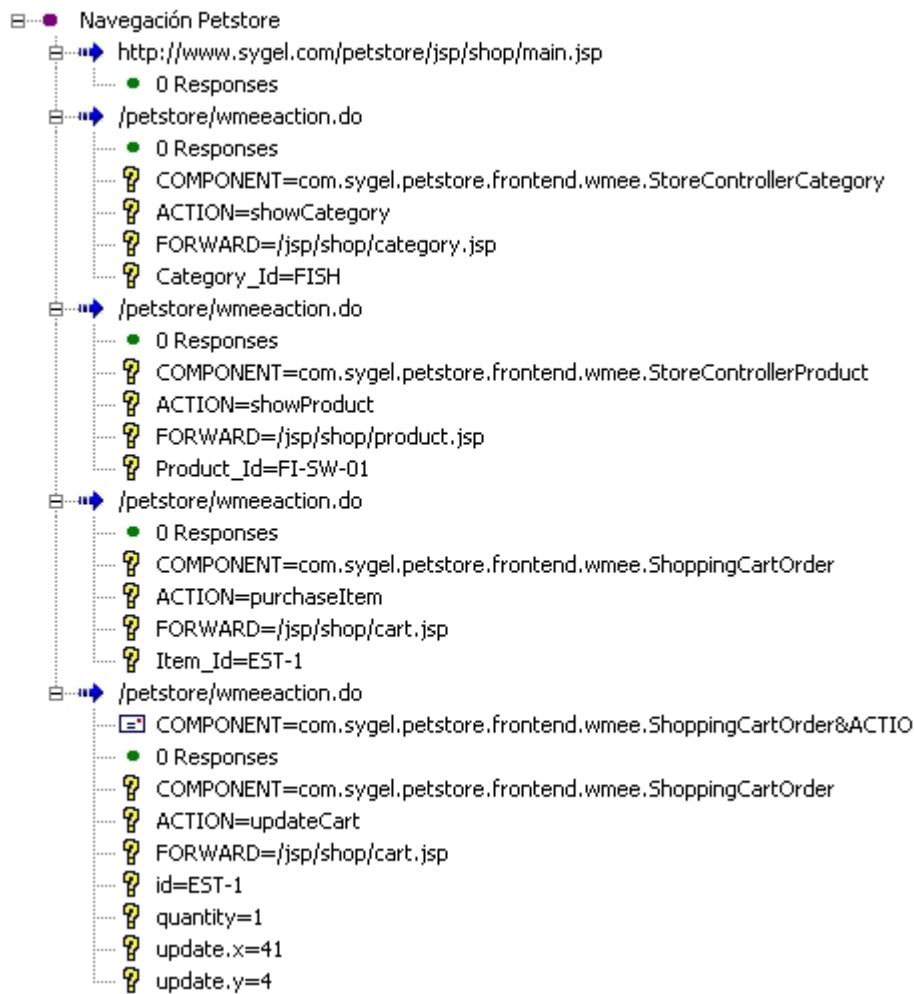 Navegación Petstore
http://www.sygel.com/petstore/jsp/shop/main.jsp
0 Responses
/petstore/wmeeaction.do
0 Responses
COMPONENT=com.sygel.petstore.frontend.wmee.StoreControllerCategory
ACTION=showCategory
FORWARD=/jsp/shop/category.jsp
Category_Id=FISH
/petstore/wmeeaction.do
0 Responses
COMPONENT=com.sygel.petstore.frontend.wmee.StoreControllerProduct
ACTION=showProduct
FORWARD=/jsp/shop/product.jsp
Product_Id=FI-SW-01
/petstore/wmeeaction.do
0 Responses
COMPONENT=com.sygel.petstore.frontend.wmee.ShoppingCartOrder
ACTION=purchaseItem
FORWARD=/jsp/shop/cart.jsp
Item_Id=EST-1
/petstore/wmeeaction.do
COMPONENT=com.sygel.petstore.frontend.wmee.ShoppingCartOrder&ACTIO
0 Responses
COMPONENT=com.sygel.petstore.frontend.wmee.ShoppingCartOrder
ACTION=updateCart
FORWARD=/jsp/shop/cart.jsp
id=EST-1
quantity=1
update.x=41
update.y=4